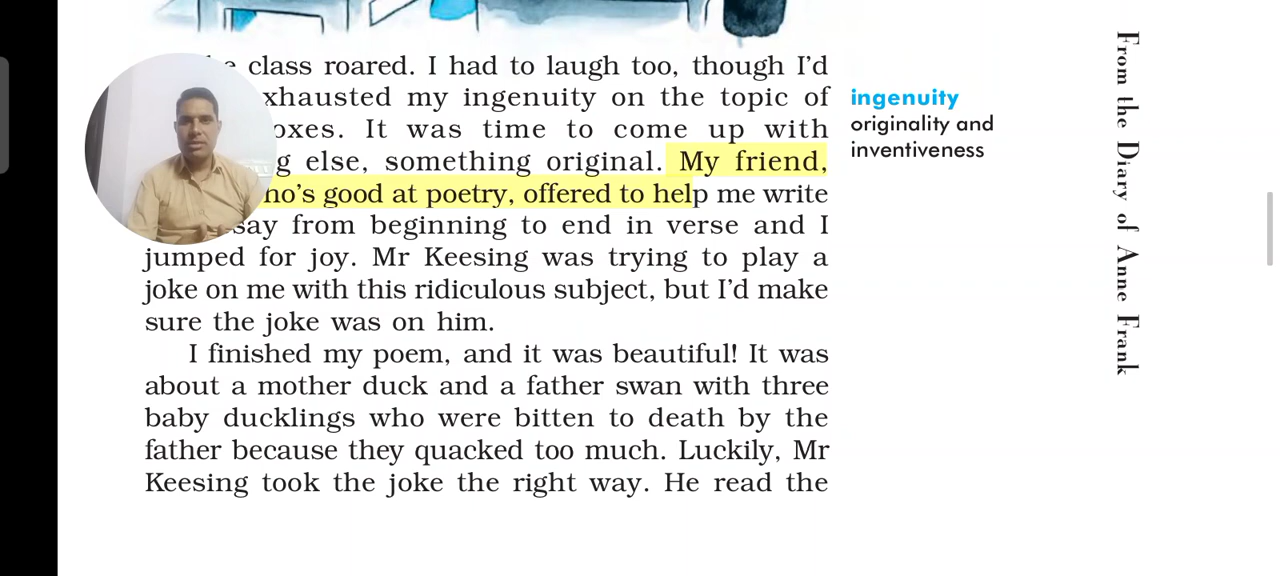 class roared. I had to laugh too, though I’d
my ingenuity on the topic of
It was time to come up with
else, something original. My friend,
good at poetry, offered to help me write
from beginning to end in verse and I
jumped for joy. Mr Keesing was trying to play a
joke on me with this ridiculous subject, but I’d make
sure the joke was on him.
I finished my poem, and it was beautiful! It was
about a mother duck and a father swan with three
baby ducklings who were bitten to death by the
father because they quacked too much. Luckily, Mr
Keesing took the joke the right way. He read the
ingenuity
originality and
inventiveness
From the Diary of Anne Frank